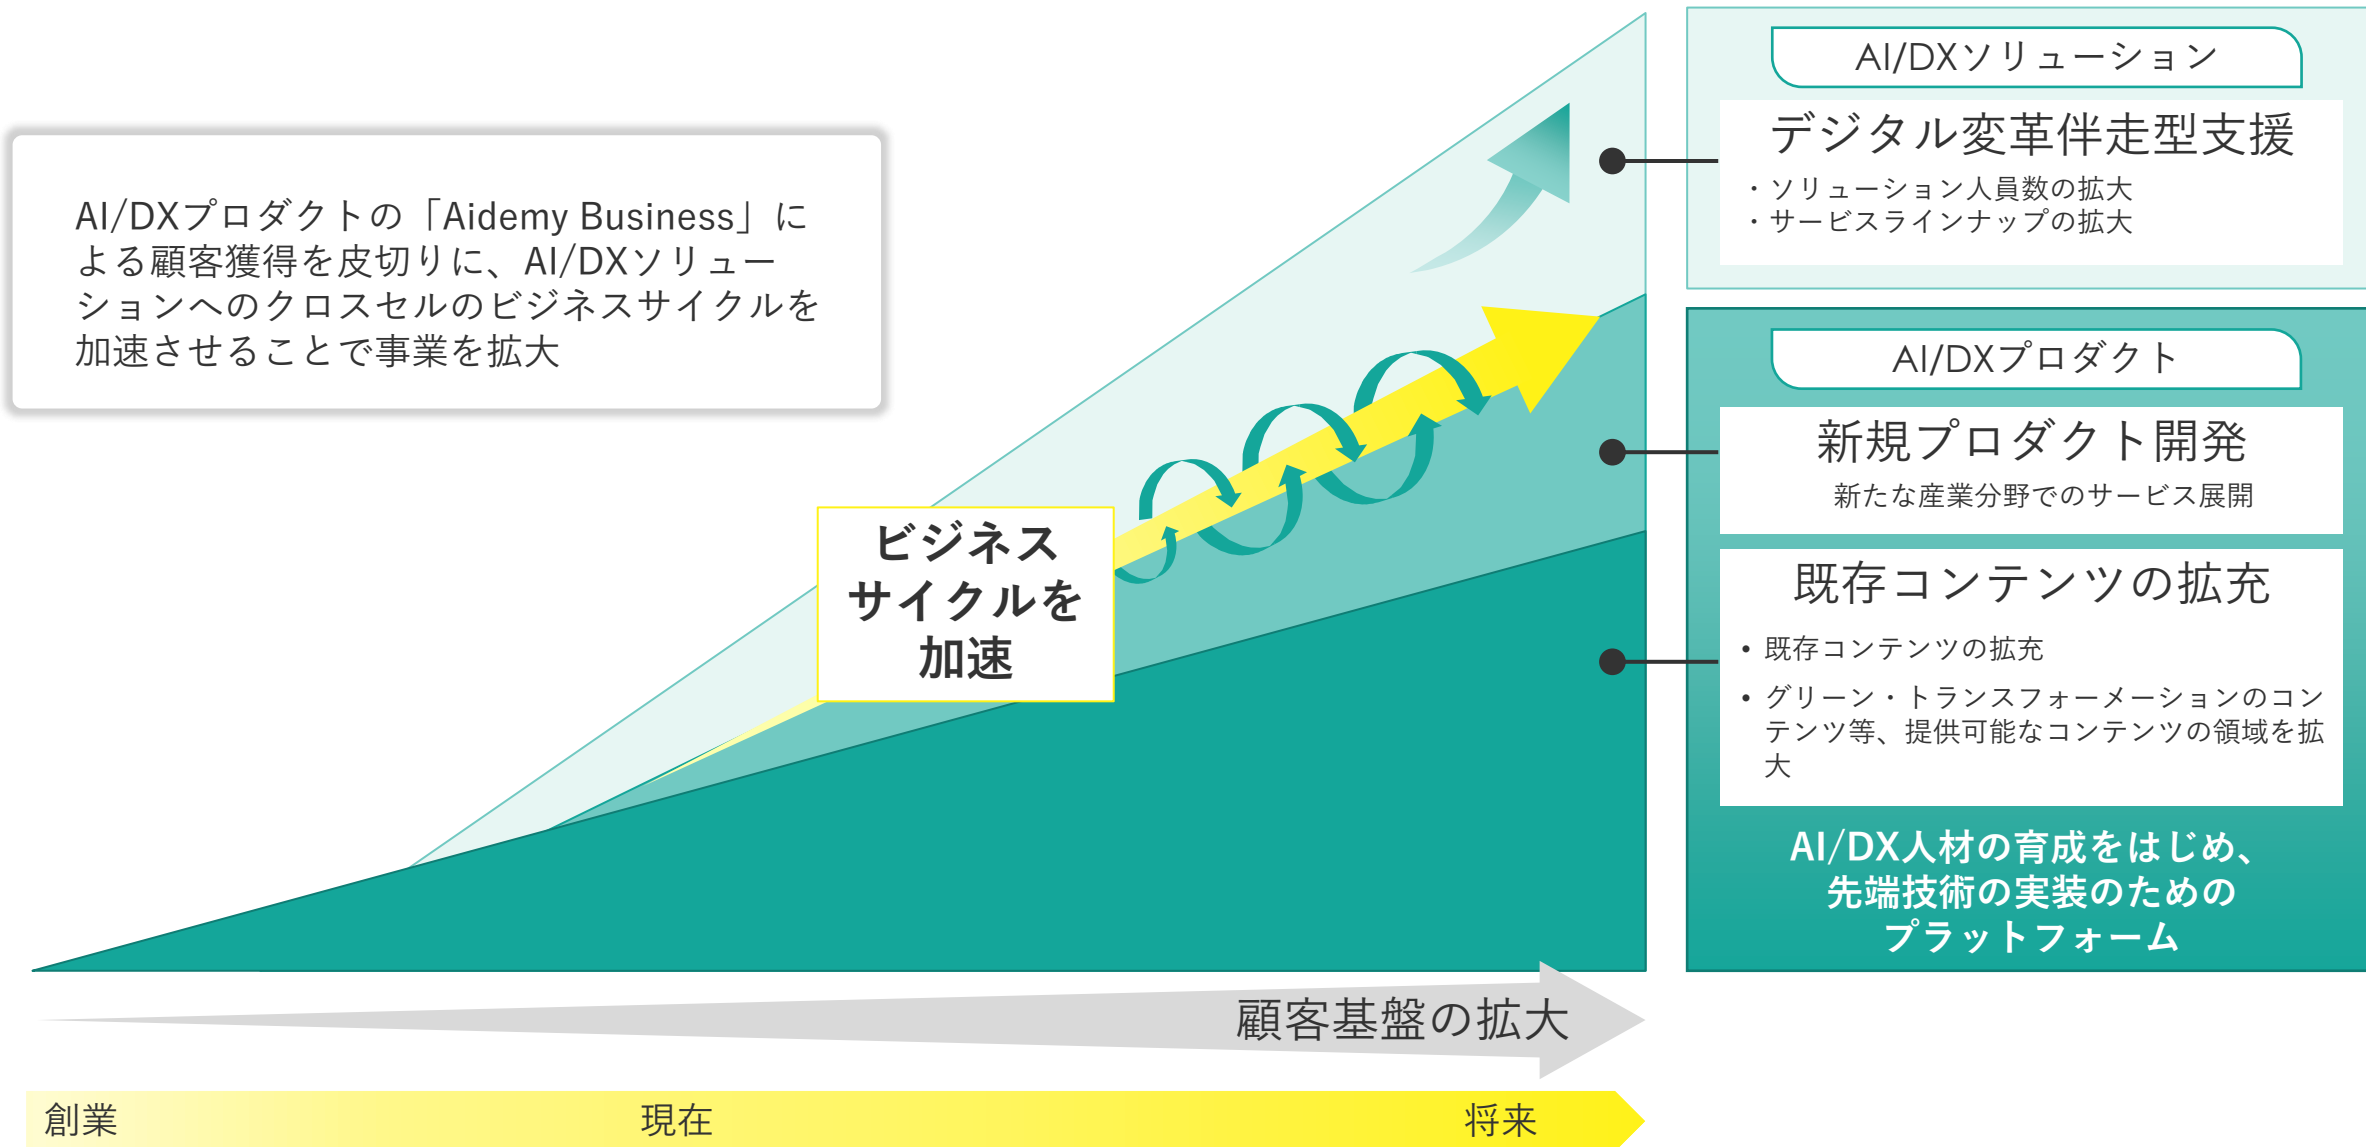 AI/DXプロダクトの「Aidemy Business」に
よる顧客獲得を皮切りに、AI/DXソリュー
ションへのクロスセルのビジネスサイクルを
加速させることで事業を拡大
ビジネス
サイクルを
加速
AI/DXソリューション
デジタル変革伴走型支援
・ソリューション人員数の拡大
・サービスラインナップの拡大
AI/DXプロダクト
新規プロダクト開発
新たな産業分野でのサービス展開
既存コンテンツの拡充
• 既存コンテンツの拡充
• グリーン・トランスフォーメーションのコン
テンツ等、提供可能なコンテンツの領域を拡
大
AI/DX人材の育成をはじめ、
先端技術の実装のための
プラットフォーム
顧客基盤の拡大
創業 現在 将来